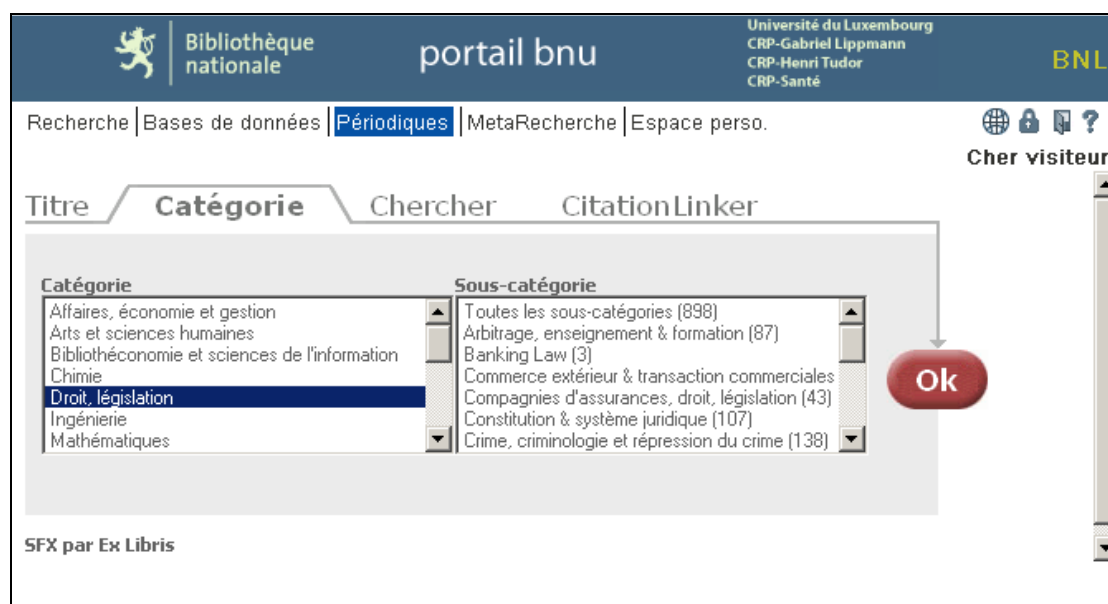 Bibliothèque
nationale
portail bnu
Université du Luxembourg
CRP-Gabriel Lippmann
CRP-Henri Tudor
CRP-Santé
BNL
Recherche|Bases de données|Périodiques|MetaRecherche|Espace perso.
?
Cher visiteur
Titre Catégorie Chercher CitationLinker
Catégorie
Affaires, économie et gestion
Arts et sciences humaines
Bibliothéconomie et sciences de l'information
Chimie
Droit, législation
Ingénierie
Mathématiques
Sous-catégorie
Toutes les sous-catégories (898)
Arbitrage, enseignement & formation (87)
Banking Law (3)
Commerce extérieur & transaction commerciales
Compagnies d'assurances, droit, législation (43)
Constitution & système juridique (107)
Crime, criminologie et répression du crime (138)
Ok
SFX par Ex Libris